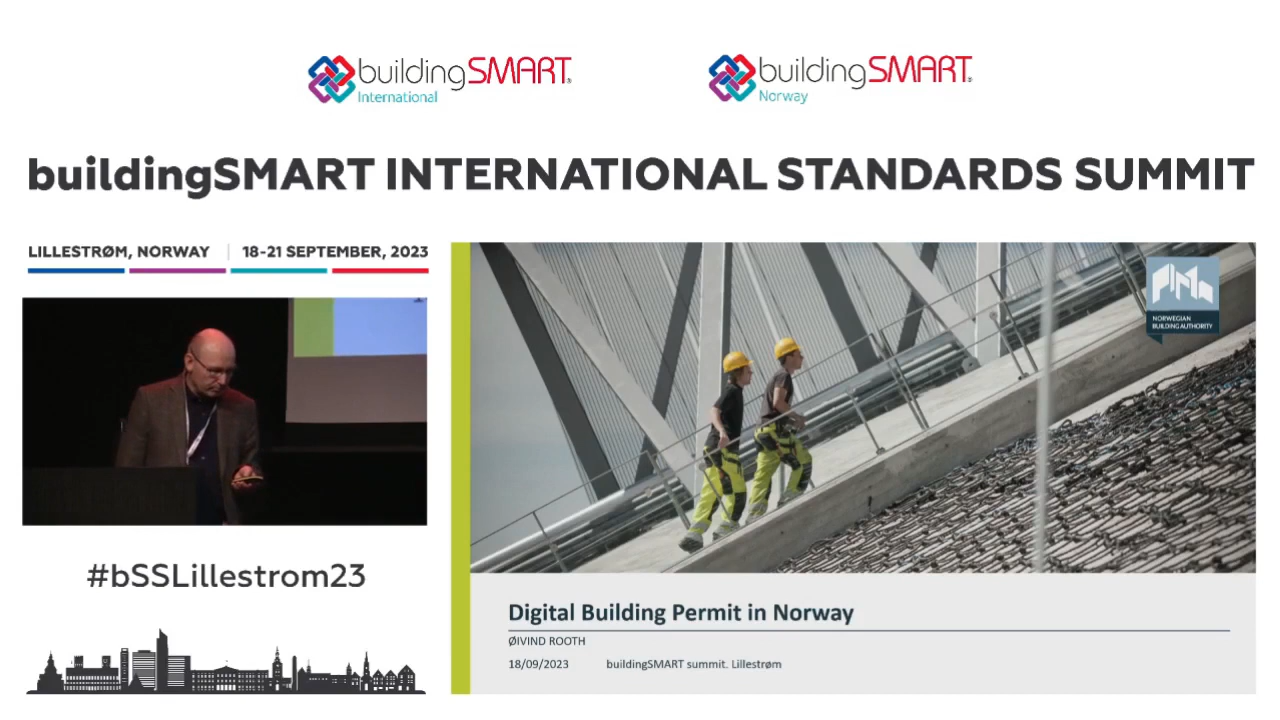 buildingSMART
International
buildingSMART
Norway
buildingSMART INTERNATIONAL STANDARDS SUMMIT
LILLESTRØM, NORWAY | 18-21 SEPTEMBER, 2023
NORWEGIAN
BUILDING AUTHORITY
#bSSLillestrom23
Digital Building Permit in Norway
ØIVIND ROOTH
18/09/2023 buildingSMART summit. Lillestrøm